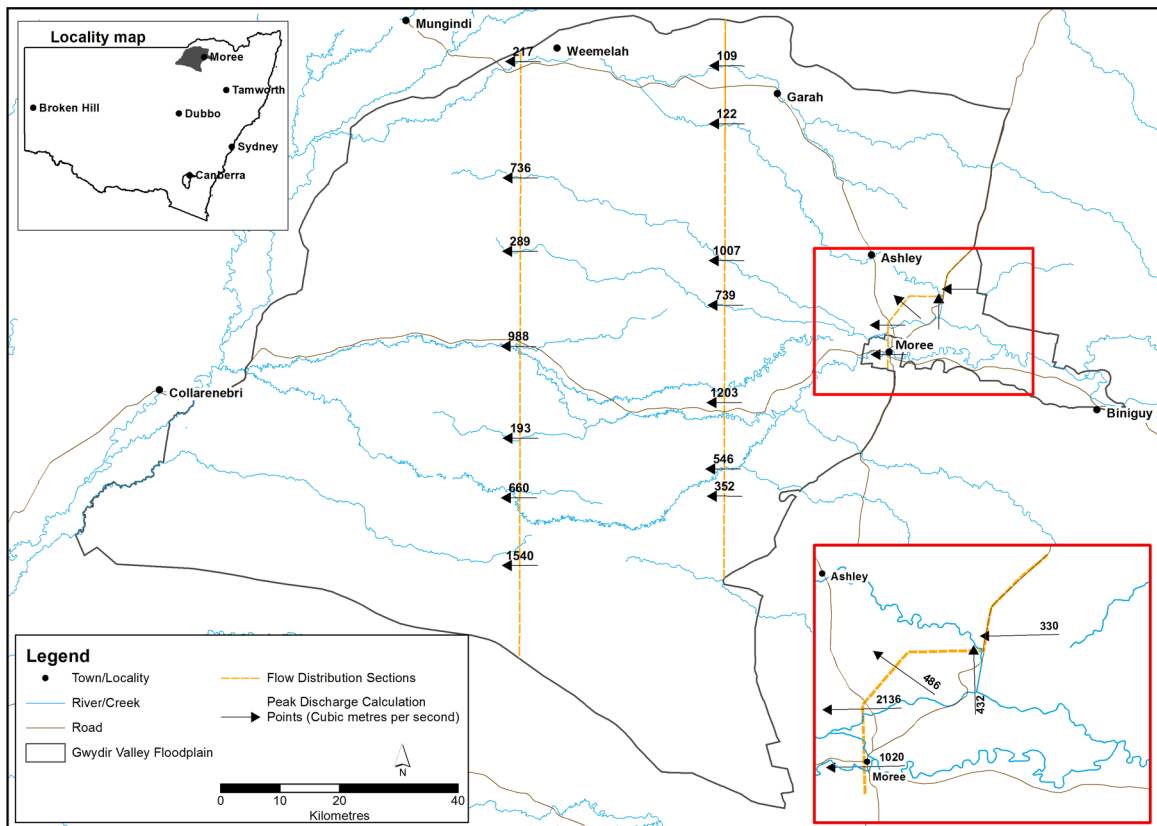 Locality map
Moree
Tamworth
Broken Hill
Dubbo
Sydney
Canberra
Mungindi
Weemelah
217
109
Garah
122
736
289
1007
Ashley
739
988
Moree
Collarenebri
1203
Biniguy
193
546
660
352
1540
Ashley
330
486
432
2136
1020
Moree
Legend
Town/Locality
River/Creek
Road
Gwydir Valley Floodplain
Flow Distribution Sections
Peak Discharge Calculation
Points (Cubic metres per second)
N
0 10 20 40
Kilometres